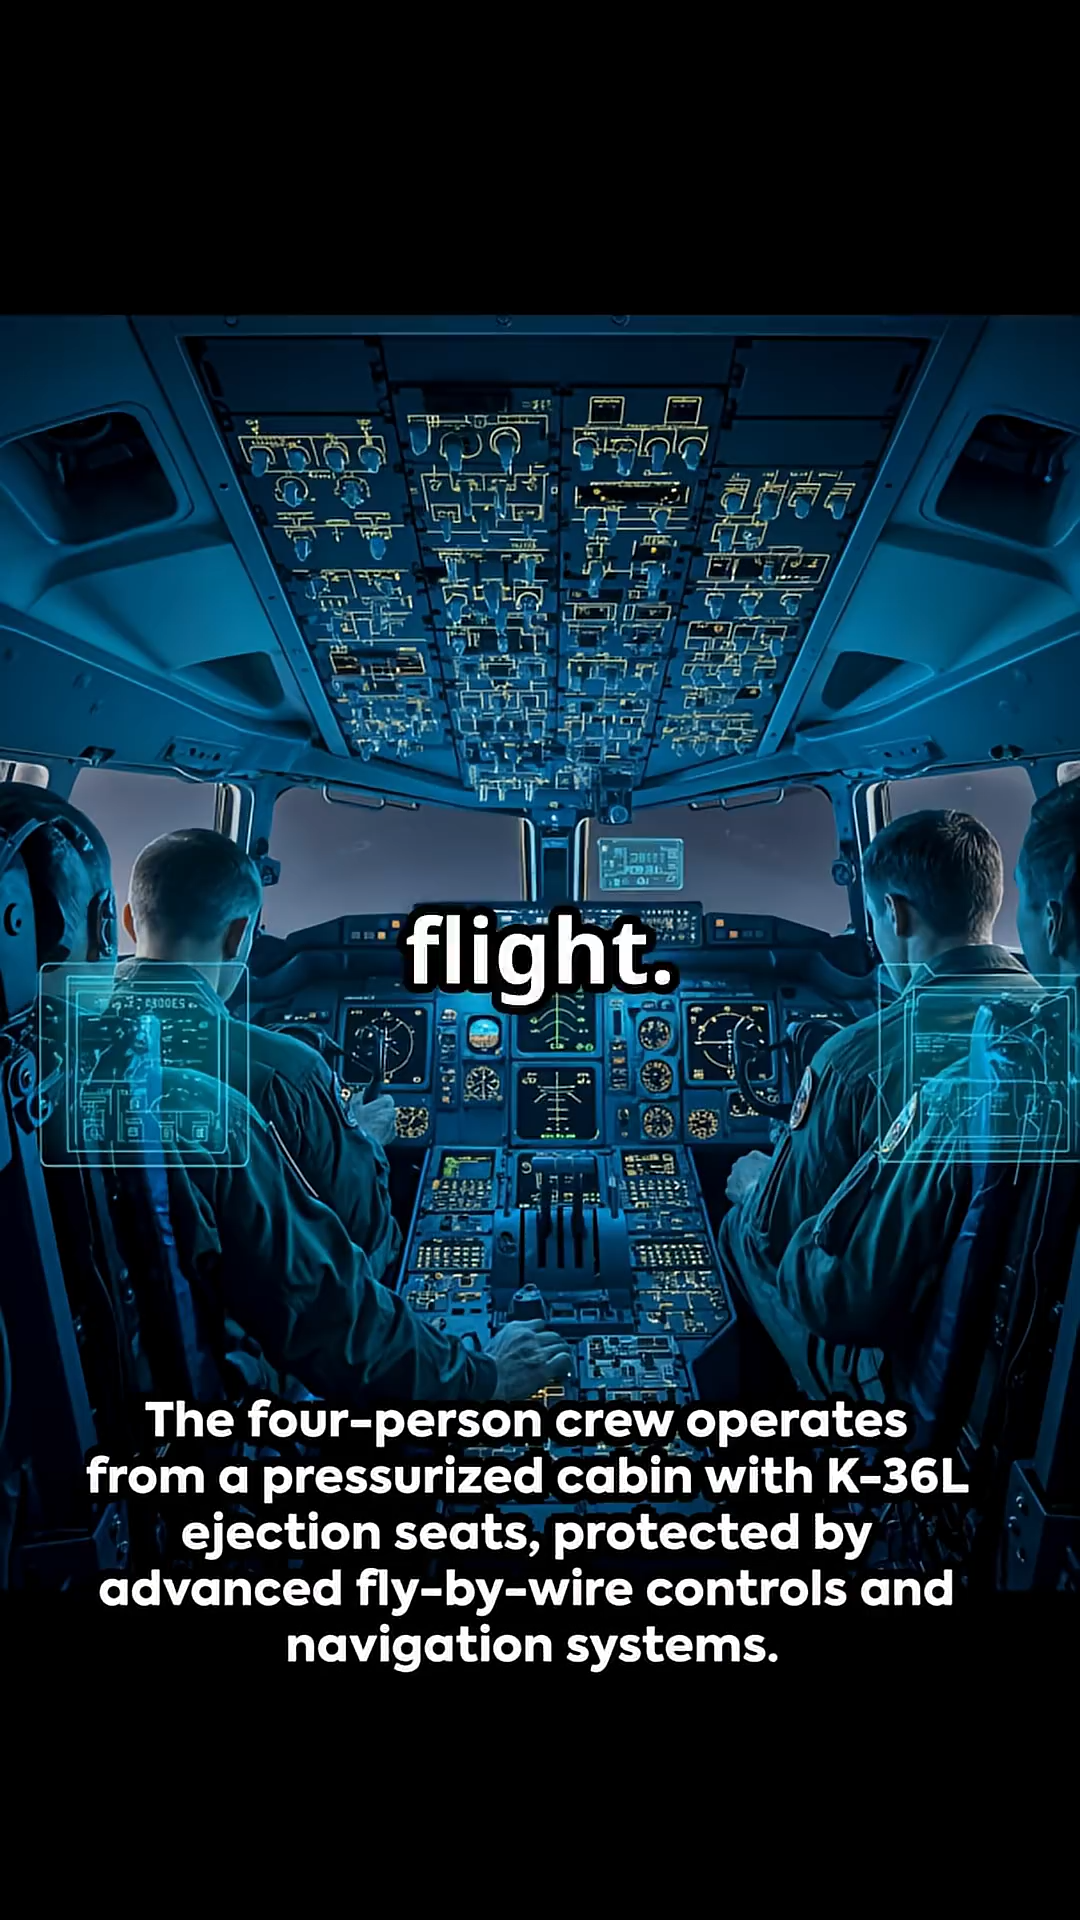 flight.
The four-person crew operates
from a pressurized cabin with K-36L
ejection seats, protected by
advanced fly-by-wire controls and
navigation systems.